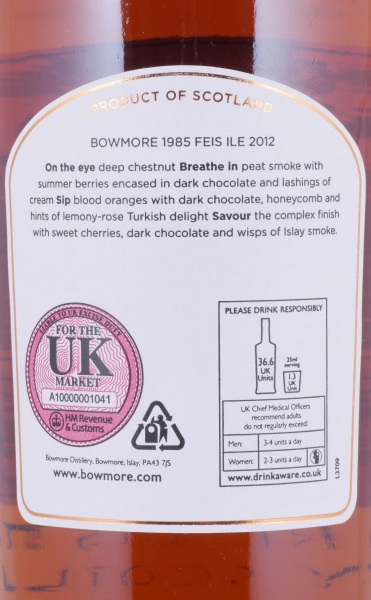 PRODUCT OF SCOTLAND
BOWMORE 1985 FEIS ILE 2012
On the eye deep chestnut Breathe in peat smoke with
summer berries encased in dark chocolate and lashings of
cream Sip blood oranges with dark chocolate, honeycomb and
hints of lemony-rose Turkish delight Savour the complex finish
with sweet cherries, dark chocolate and wisps of Islay smoke.
FOR THE
UK
MARKET
A10000001041
HM Revenue
& Customs
Bowmore Distillery, Bowmore, Islay, PA43 7JS
www.bowmore.com
PLEASE DRINK RESPONSIBLY
36.6
UK
Units
25ml
serving
1.3
UK
Unit
UK Chief Medical Officers
recommend adults
do not regularly exceed:
Men: 3-4 units a day
Women: 2-3 units a day
www.drinkaware.co.uk
L3709